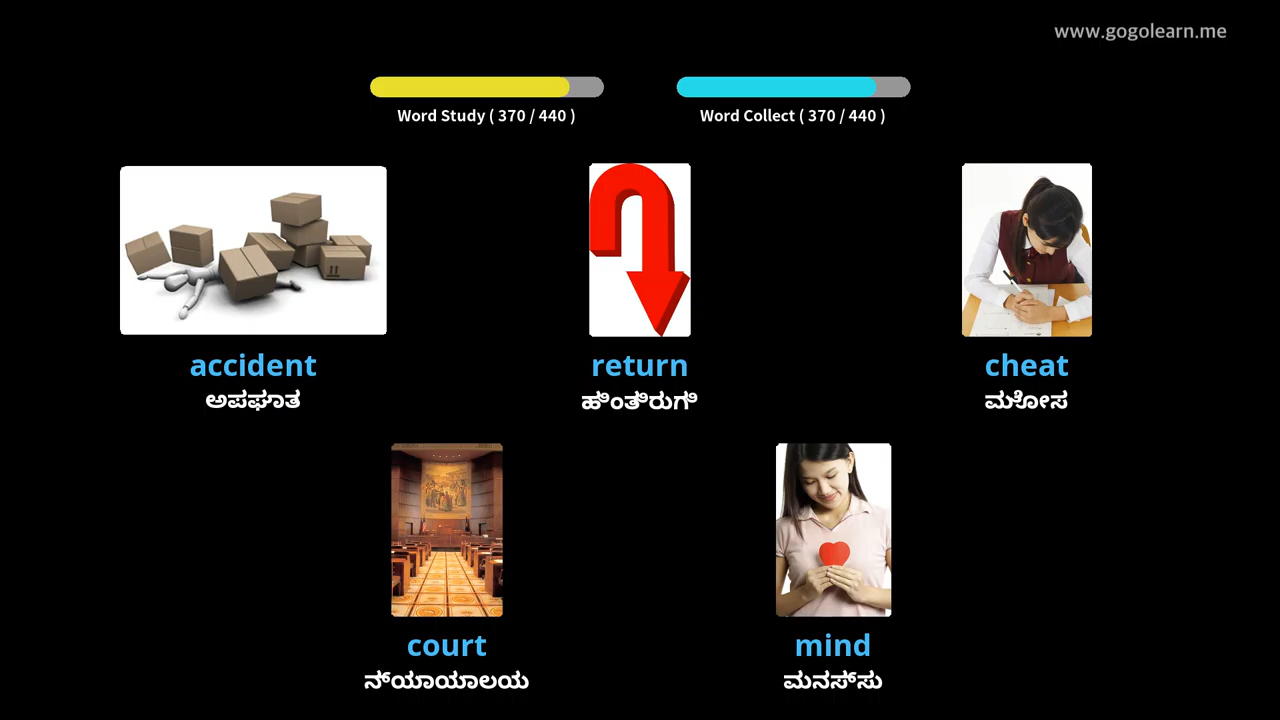 www.gogolearn.me
Word Study ( 370 / 440 )
Word Collect ( 370 / 440 )
accident
ಅಪಘಾತ
return
ಹಿಂತಿರುಗಿ
cheat
ಮೋಸ
court
ನ್ಯಾಯಾಲಯ
mind
ಮನಸ್ಸು